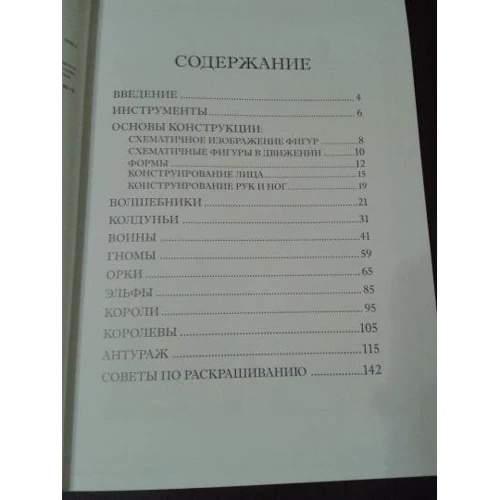 СОДЕРЖАНИЕ
ВВЕДЕНИЕ 4
ИНСТРУМЕНТЫ 6
ОСНОВЫ КОНСТРУКЦИИ:
СХЕМАТИЧНОЕ ИЗОБРАЖЕНИЕ ФИГУР 8
СХЕМАТИЧНЫЕ ФИГУРЫ В ДВИЖЕНИИ 10
ФОРМЫ 12
КОНСТРУИРОВАНИЕ ЛИЦА 15
КОНСТРУИРОВАНИЕ РУК И НОГ 19
ВОЛШЕБНИКИ 21
КОЛДУНЬИ 31
ВОИНЫ 41
ГНОМЫ 59
ОРКИ 65
ЭЛЬФЫ 85
КОРОЛИ 95
КОРОЛЕВЫ 105
АНТУРАЖ 115
СОВЕТЫ ПО РАСКРАШИВАНИЮ 142